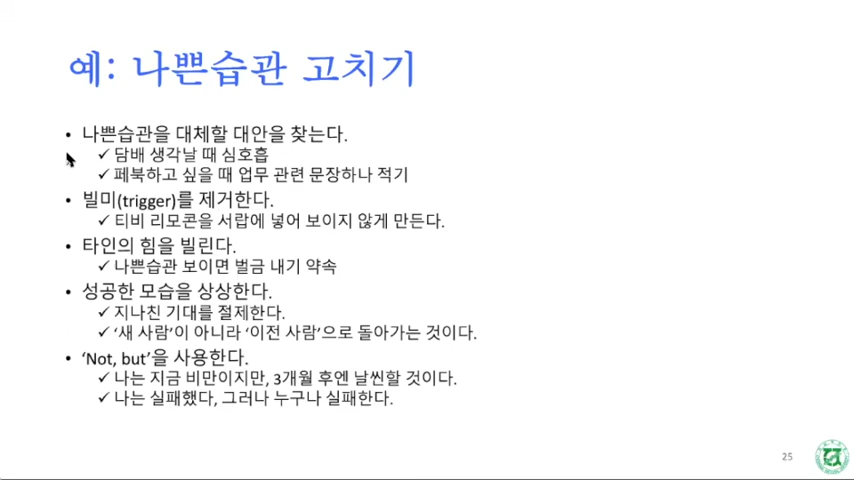 예: 나쁜습관 고치기
• 나쁜습관을 대체할 대안을 찾는다.
✓ 담배 생각날 때 심호흡
✓ 페북하고 싶을 때 업무 관련 문장하나 적기
• 빌미(trigger)를 제거한다.
✓ 티비 리모콘을 서랍에 넣어 보이지 않게 만든다.
• 타인의 힘을 빌린다.
✓ 나쁜습관 보이면 벌금 내기 약속
• 성공한 모습을 상상한다.
✓ 지나친 기대를 절제한다.
✓ ‘새 사람’이 아니라 ‘이전 사람’으로 돌아가는 것이다.
• ‘Not, but’을 사용한다.
✓ 나는 지금 비만이지만, 3개월 후엔 날씬할 것이다.
✓ 나는 실패했다, 그러나 누구나 실패한다.
25